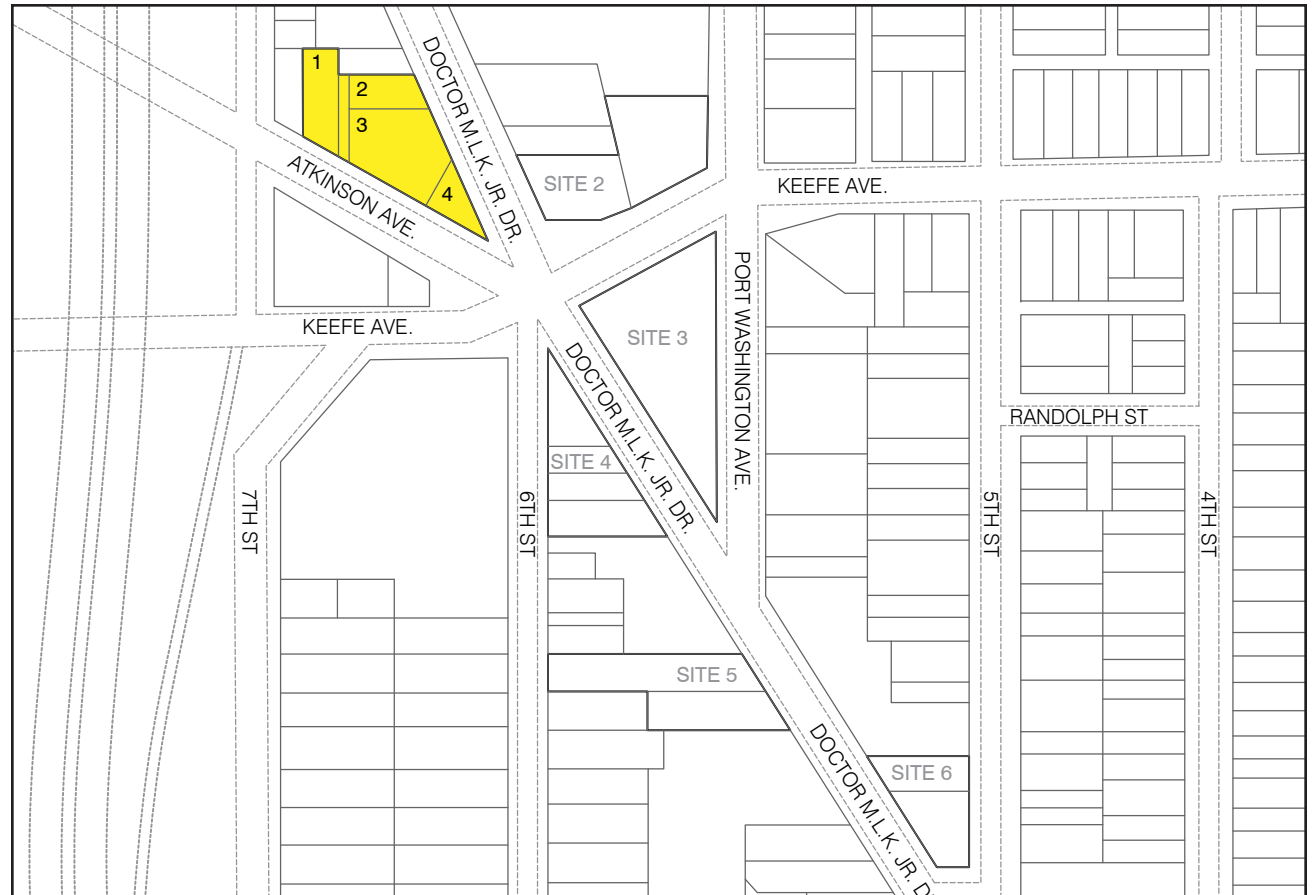 1
2
3
4
DOCTOR M.L.K. JR. DR.
ATKINSON AVE.
SITE 2
KEEFE AVE.
KEEFE AVE.
SITE 3
PORT WASHINGTON AVE.
DOCTOR M.L.K. JR. DR.
RANDOLPH ST
SITE 4
7TH ST
6TH ST
5TH ST
4TH ST
SITE 5
SITE 6
DOCTOR M.L.K. JR. D